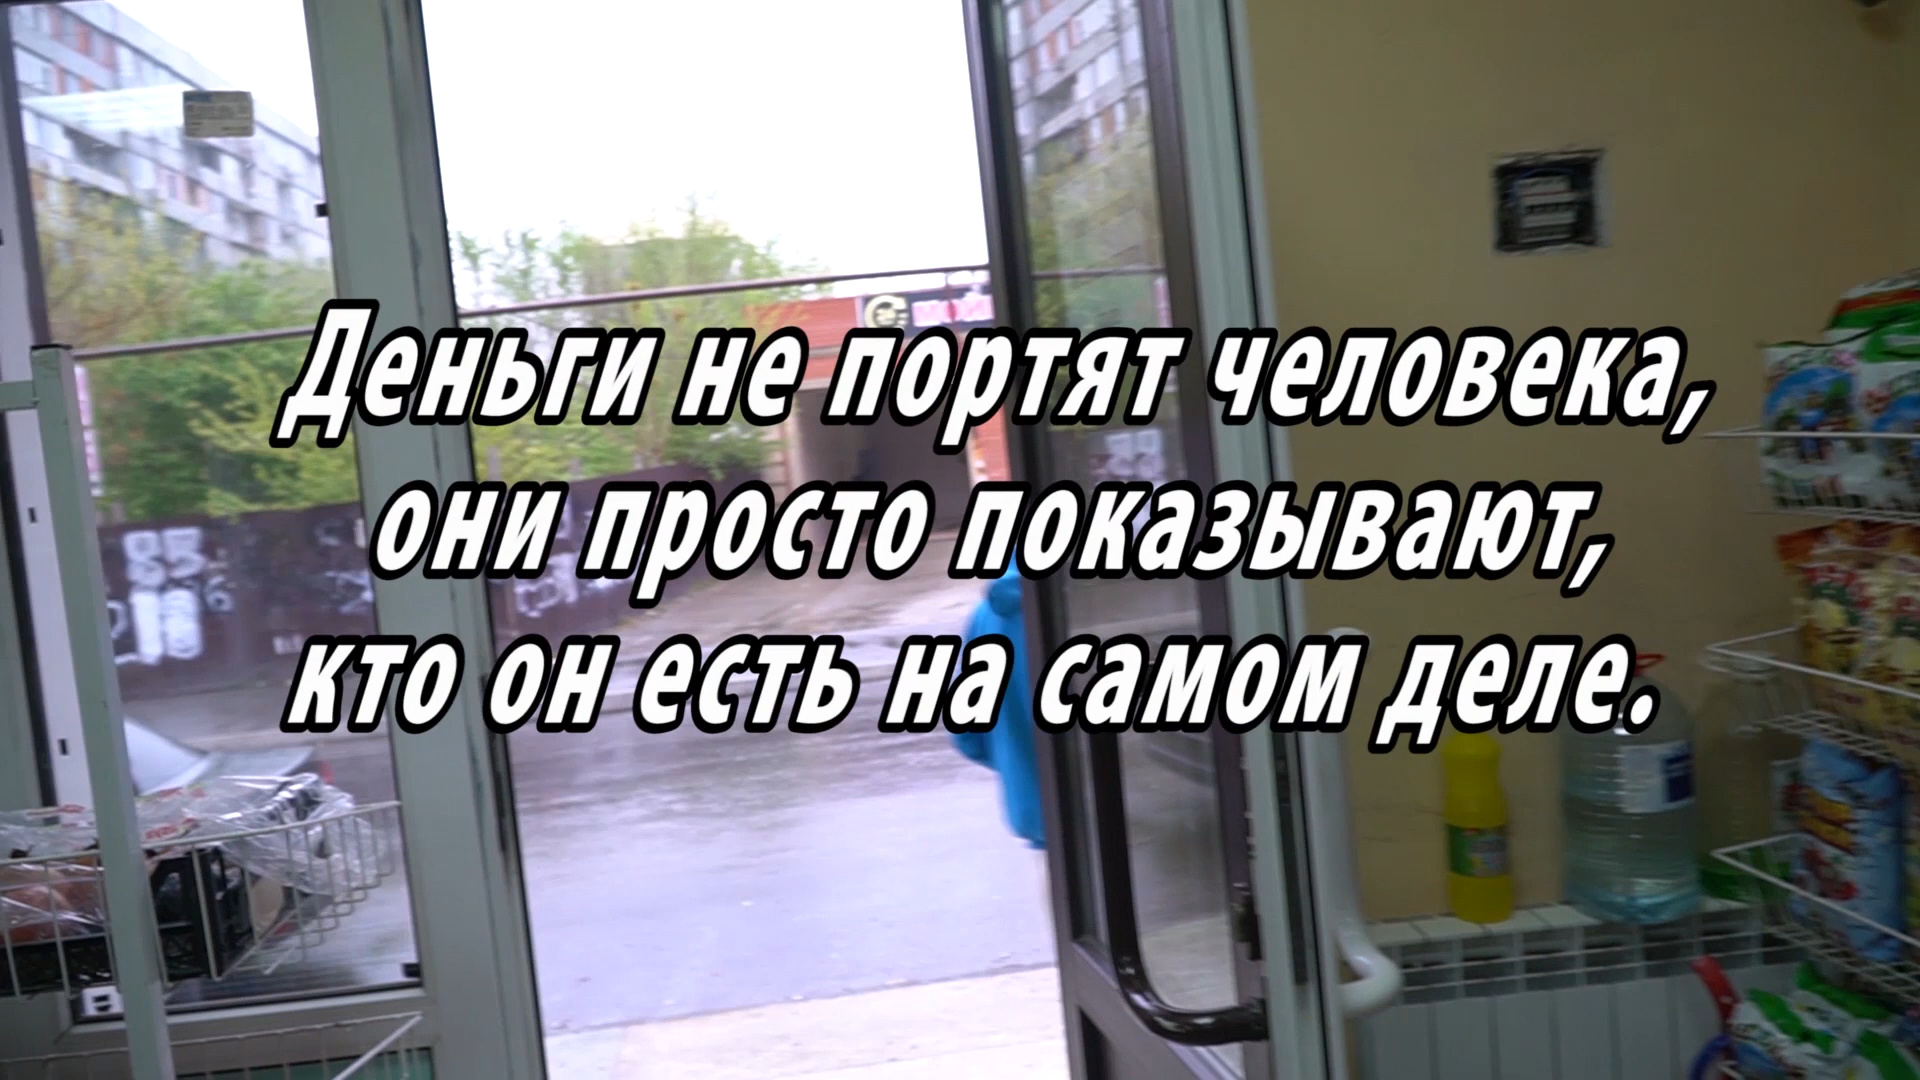 Деньги не портят человека,
они просто показывают,
кто он есть на самом деле.